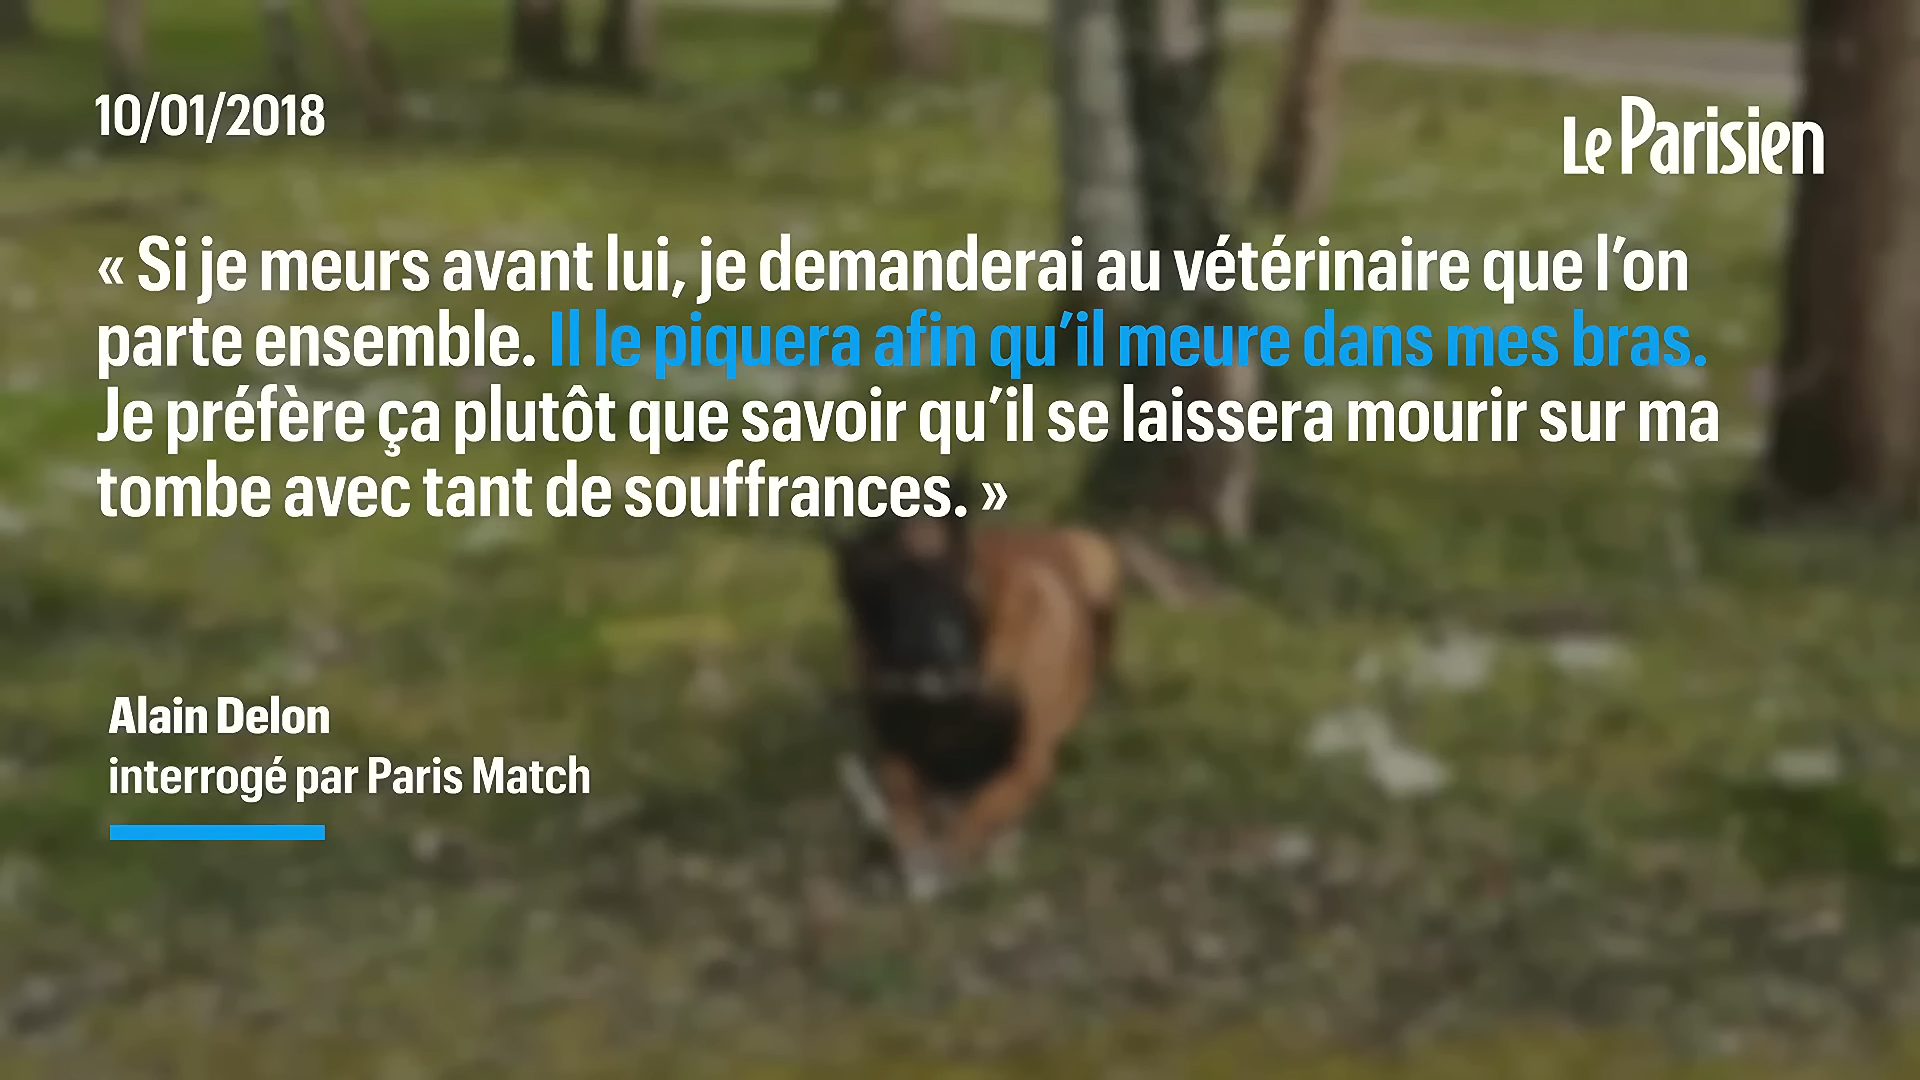 10/01/2018
Le Parisien
« Si je meurs avant lui, je demanderai au vétérinaire que l’on
parte ensemble. Il le piquera afin qu’il meure dans mes bras.
Je préfère ça plutôt que savoir qu’il se laissera mourir sur ma
tombe avec tant de souffrances. »
Alain Delon
interrogé par Paris Match